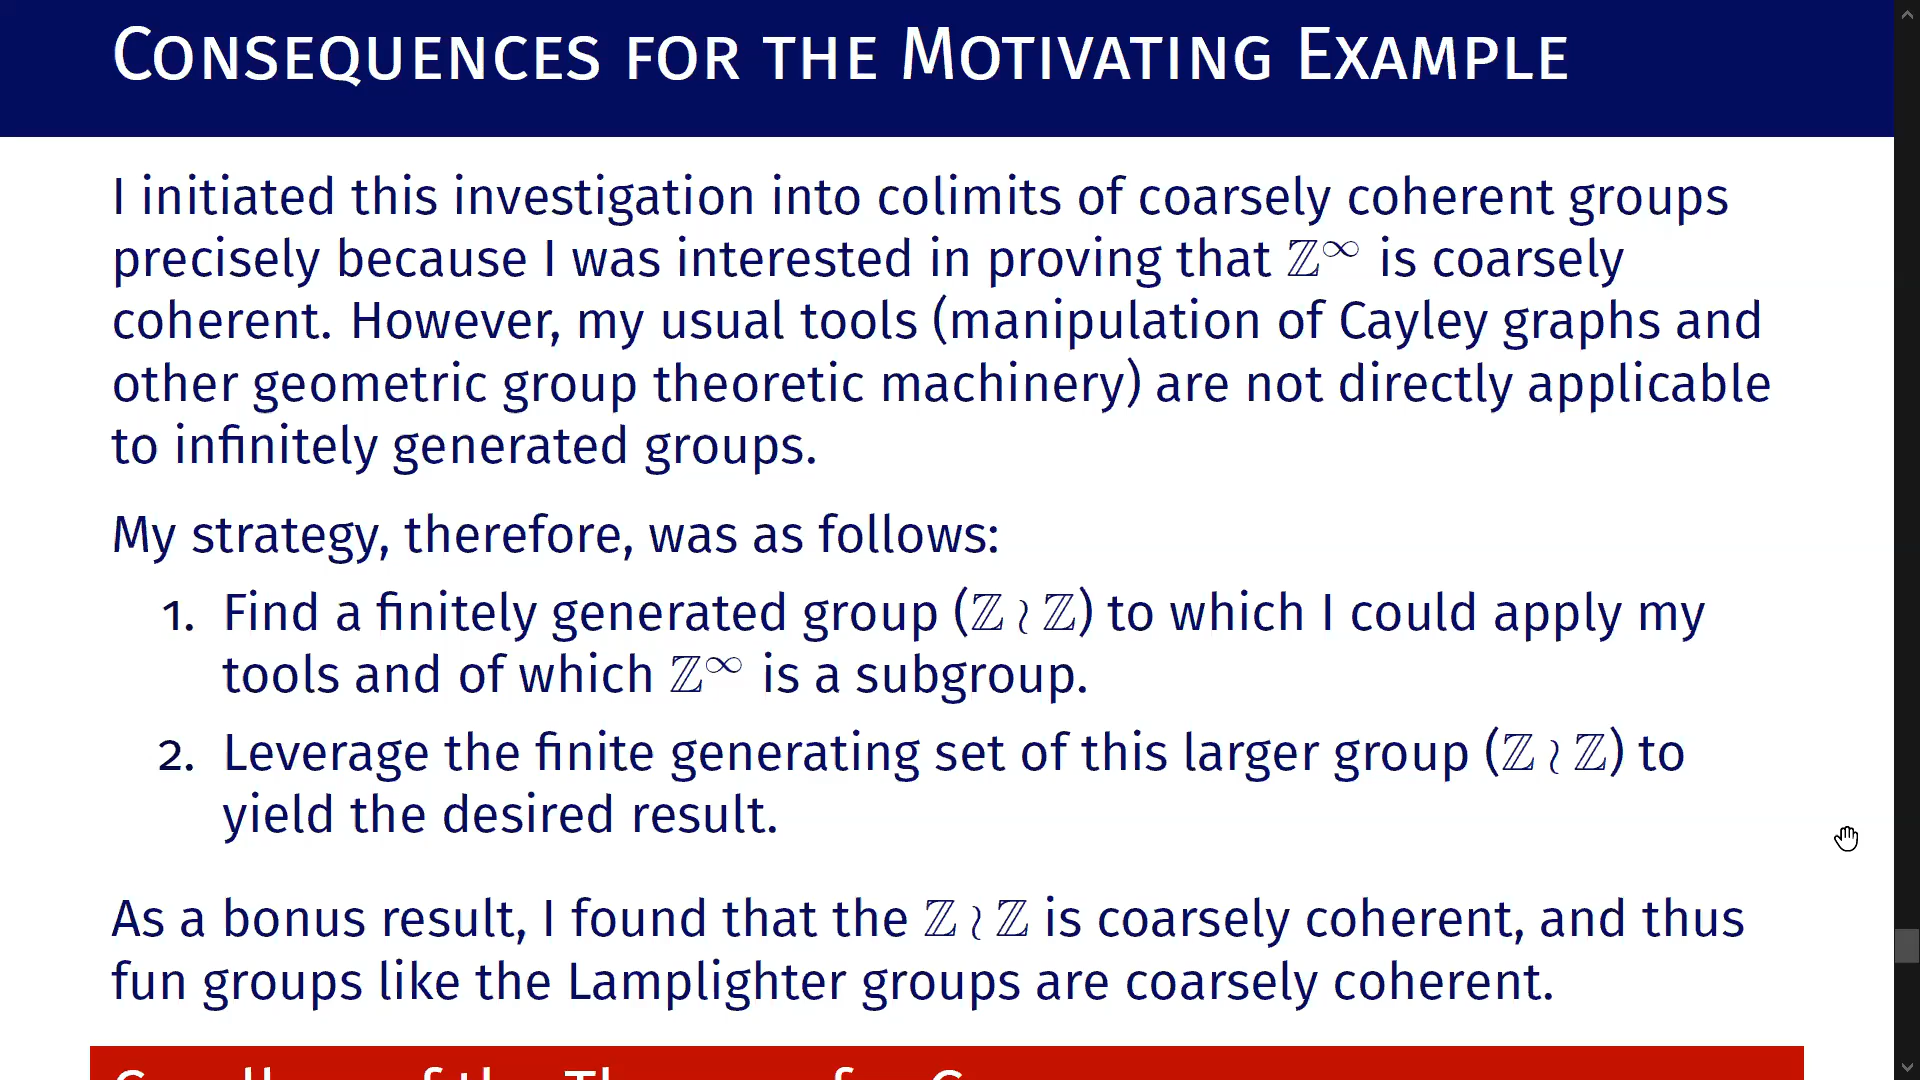 CONSEQUENCES FOR THE MOTIVATING EXAMPLE
I initiated this investigation into colimits of coarsely coherent groups
precisely because I was interested in proving that ℤ^∞ is coarsely
coherent. However, my usual tools (manipulation of Cayley graphs and
other geometric group theoretic machinery) are not directly applicable
to infinitely generated groups.
My strategy, therefore, was as follows:
1. Find a finitely generated group (ℤ ≀ ℤ) to which I could apply my
tools and of which ℤ^∞ is a subgroup.
2. Leverage the finite generating set of this larger group (ℤ ≀ ℤ) to
yield the desired result.
As a bonus result, I found that the ℤ ≀ ℤ is coarsely coherent, and thus
fun groups like the Lamplighter groups are coarsely coherent.